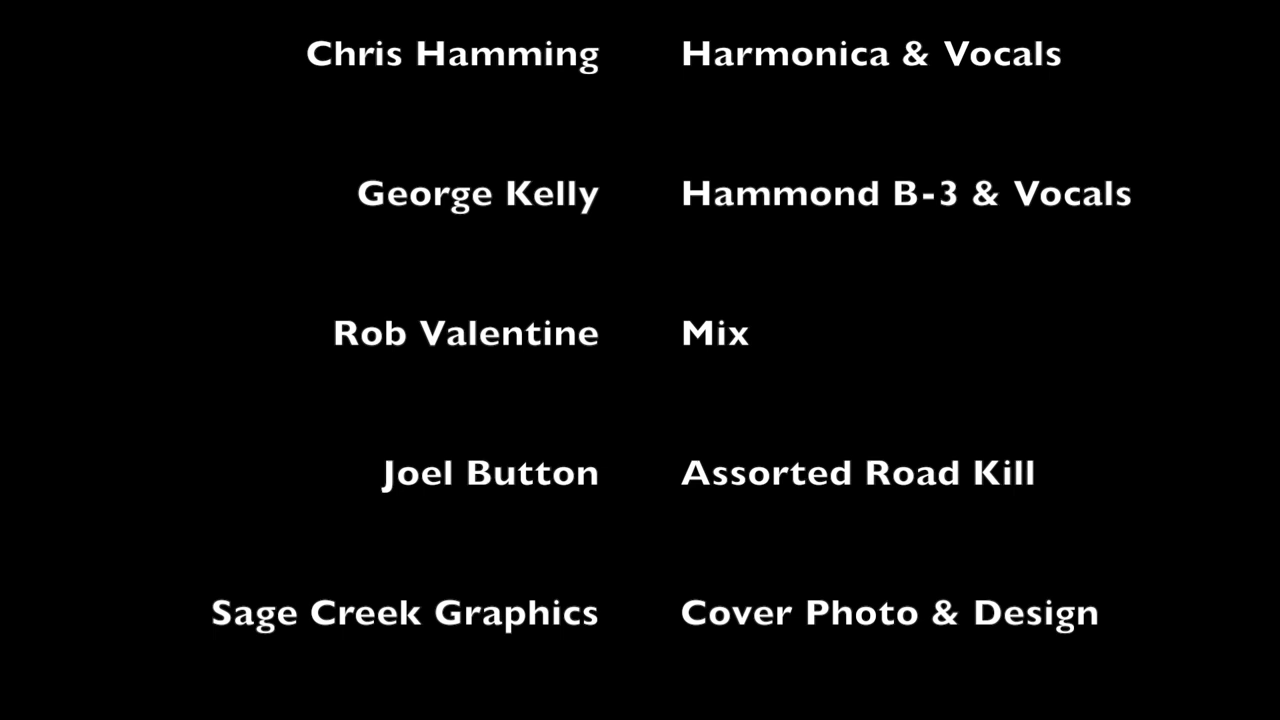 Chris Hamming Harmonica & Vocals
George Kelly Hammond B-3 & Vocals
Rob Valentine Mix
Joel Button Assorted Road Kill
Sage Creek Graphics Cover Photo & Design